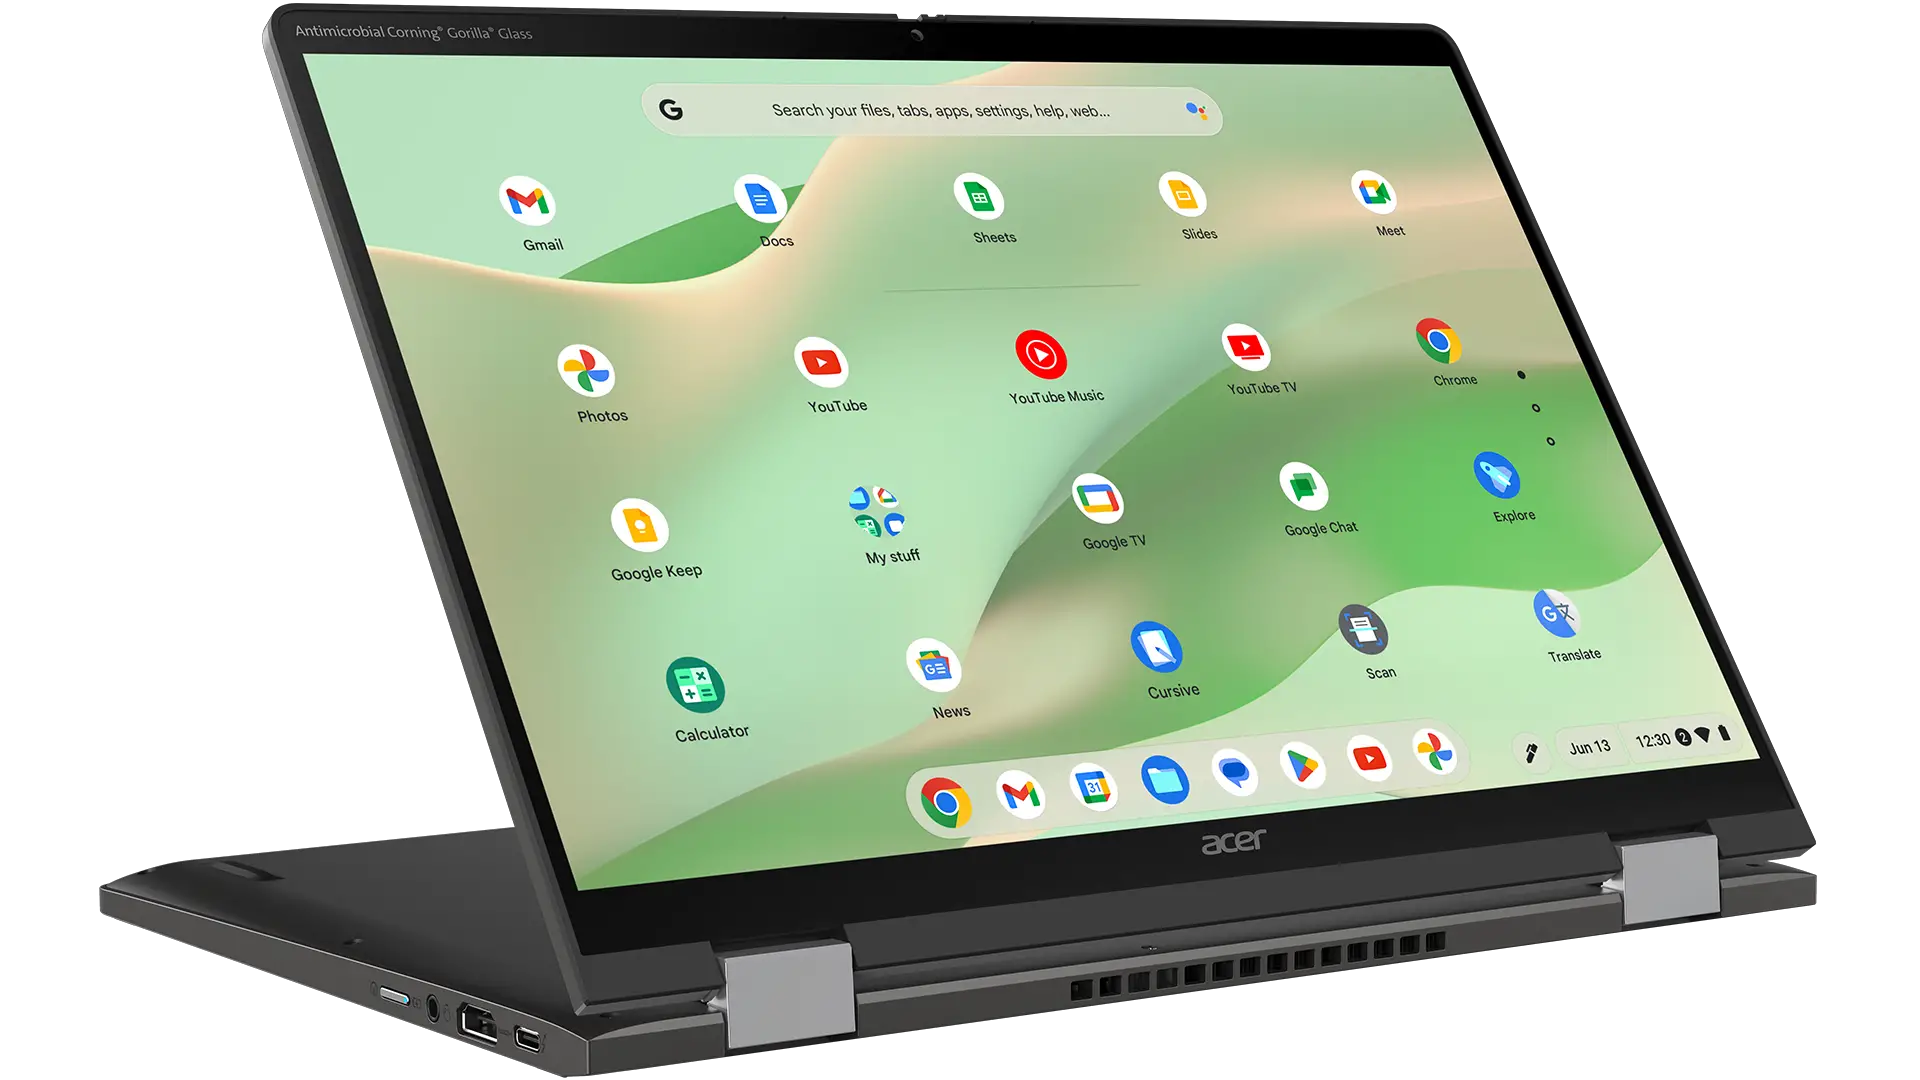 Antimicrobial Corning® Gorilla® Glass
G Search your files, tabs, apps, settings, help, web...
Gmail
Docs
Sheets
Slides
Meet
Photos
YouTube
YouTube Music
YouTube TV
Chrome
Google Keep
My stuff
Google TV
Google Chat
Explore
Calculator
News
Cursive
Scan
Translate
31
Jun 13
12:30 2
acer